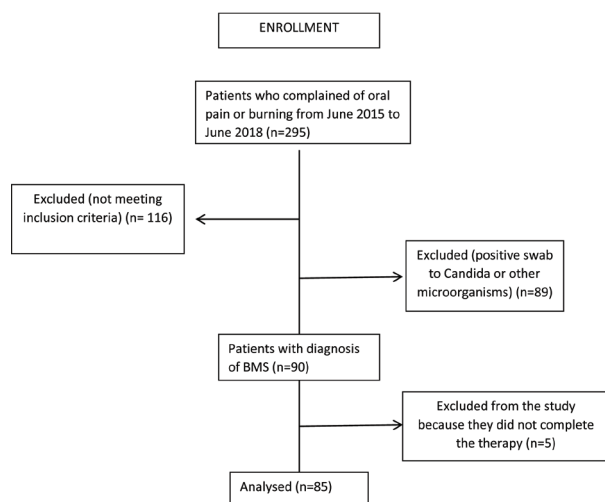 ENROLLMENT
Patients who complained of oral
pain or burning from June 2015 to
June 2018 (n=295)
Excluded (not meeting
inclusion criteria) (n= 116)
Excluded (positive swab
to Candida or other
microorganisms) (n=89)
Patients with diagnosis
of BMS (n=90)
Excluded from the study
because they did not complete
the therapy (n=5)
Analysed (n=85)